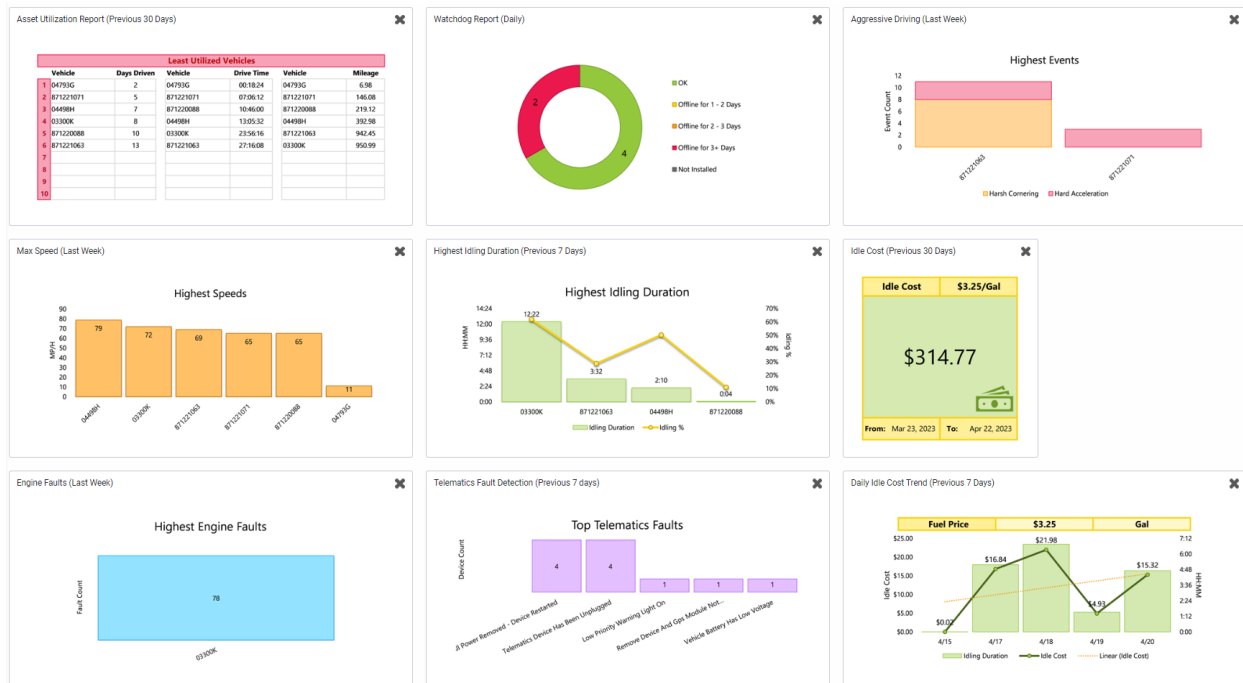 Asset Utilization Report (Previous 30 Days)
Least Utilized Vehicles
Vehicle Days Driven Vehicle Drive Time Vehicle Mileage
1 04793G 2 04793G 00:18:24 04793G 6.98
2 871221071 5 871221071 07:06:12 871221071 146.08
3 04498H 7 871220088 10:46:00 871220088 219.12
4 03300K 8 04498H 13:05:32 04498H 392.98
5 871220088 10 03300K 23:56:16 871221063 942.45
6 871221063 13 871221063 27:16:08 03300K 950.99
7
8
9
10
Watchdog Report (Daily)
2
4
OK
Offline for 1 - 2 Days
Offline for 2 - 3 Days
Offline for 3+ Days
Not Installed
Aggressive Driving (Last Week)
Highest Events
Event Count
12
10
8
6
4
2
0
871221063
871221071
Harsh Cornering Hard Acceleration
Max Speed (Last Week)
Highest Speeds
MP/H
90
80
70
60
50
40
30
20
10
0
79
72
69
65
65
11
04498H
03300K
871221063
871221071
871220088
04793G
Highest Idling Duration (Previous 7 Days)
Highest Idling Duration
HH:MM
14:24
12:00
9:36
7:12
4:48
2:24
0:00
12:22
3:32
2:10
0:04
70%
60%
50%
40%
30%
20%
10%
0%
Idling %
03300K 871221063 04498H 871220088
Idling Duration Idling %
Idle Cost (Previous 30 Days)
Idle Cost $3.25/Gal
$314.77
From: Mar 23, 2023 To: Apr 22, 2023
Engine Faults (Last Week)
Highest Engine Faults
Fault Count
78
03300K
Telematics Fault Detection (Previous 7 days)
Top Telematics Faults
Device Count
4
4
1
1
1
Power Removed - Device Restarted
Telematics Device Has Been Unplugged
Low Priority Warning Light On
Remove Device And Gps Module Not...
Vehicle Battery Has Low Voltage
Daily Idle Cost Trend (Previous 7 Days)
Fuel Price $3.25 Gal
Idle Cost
$25.00
$20.00
$15.00
$10.00
$5.00
$0.00
$0.02
$16.84
$21.98
$4.93
$15.32
7:12
6:00
4:48
3:36
2:24
1:12
0:00
HH:MM
4/15 4/17 4/18 4/19 4/20
Idling Duration Idle Cost Linear (Idle Cost)